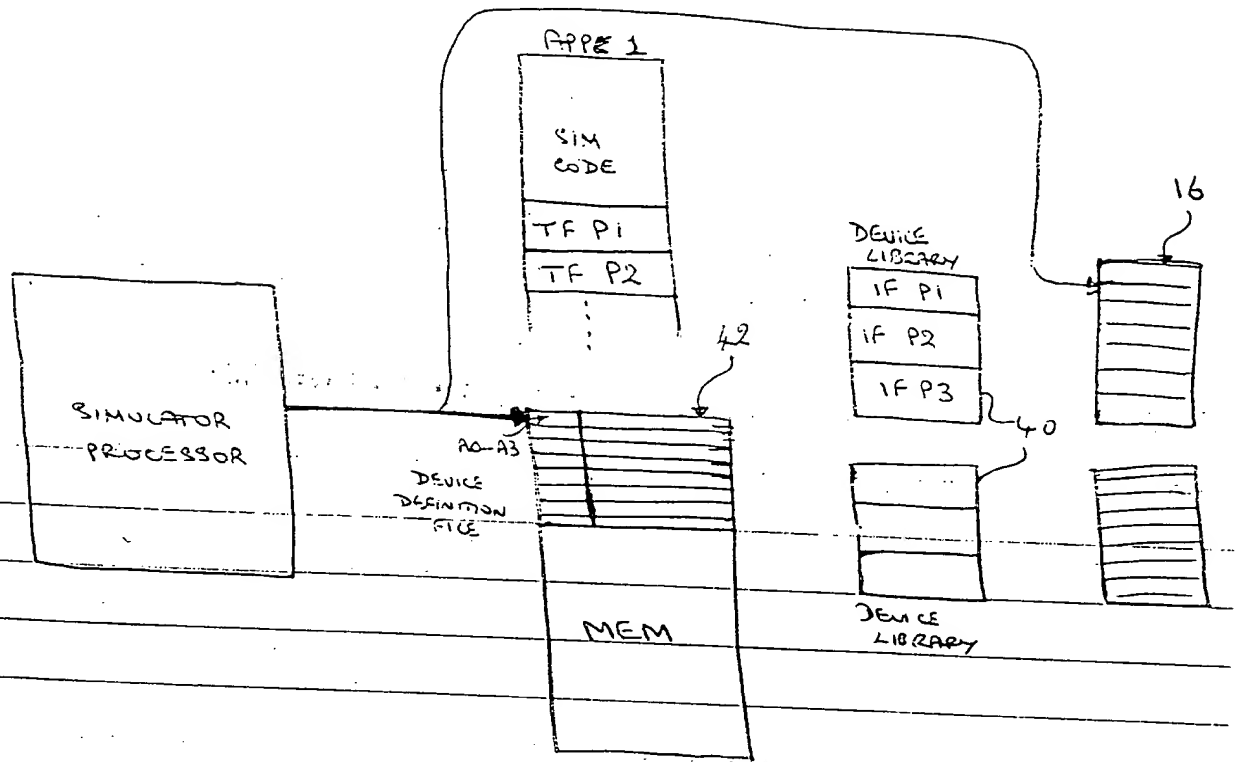 APPE 1
SIM
CODE
TF P1
TF P2
16
DEVICE
LIBRARY
IF P1
IF P2
IF P3
42
40
SIMULATOR
PROCESSOR
A0-A3
DEVICE
DEFINITION
FILE
MEM
DEVICE
LIBRARY